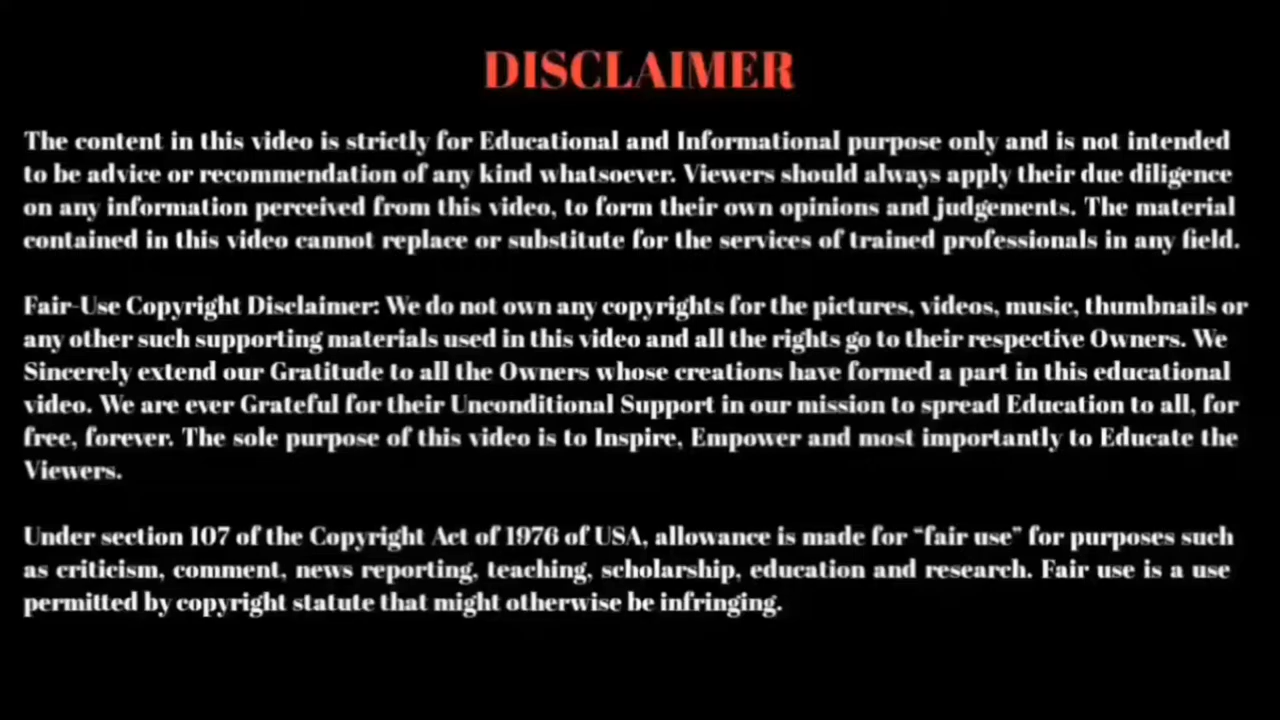 DISCLAIMER
The content in this video is strictly for Educational and Informational purpose only and is not intended
to be advice or recommendation of any kind whatsoever. Viewers should always apply their due diligence
on any information perceived from this video, to form their own opinions and judgements. The material
contained in this video cannot replace or substitute for the services of trained professionals in any field.
Fair-Use Copyright Disclaimer: We do not own any copyrights for the pictures, videos, music, thumbnails or
any other such supporting materials used in this video and all the rights go to their respective Owners. We
Sincerely extend our Gratitude to all the Owners whose creations have formed a part in this educational
video. We are ever Grateful for their Unconditional Support in our mission to spread Education to all, for
free, forever. The sole purpose of this video is to Inspire, Empower and most importantly to Educate the
Viewers.
Under section 107 of the Copyright Act of 1976 of USA, allowance is made for “fair use” for purposes such
as criticism, comment, news reporting, teaching, scholarship, education and research. Fair use is a use
permitted by copyright statute that might otherwise be infringing.